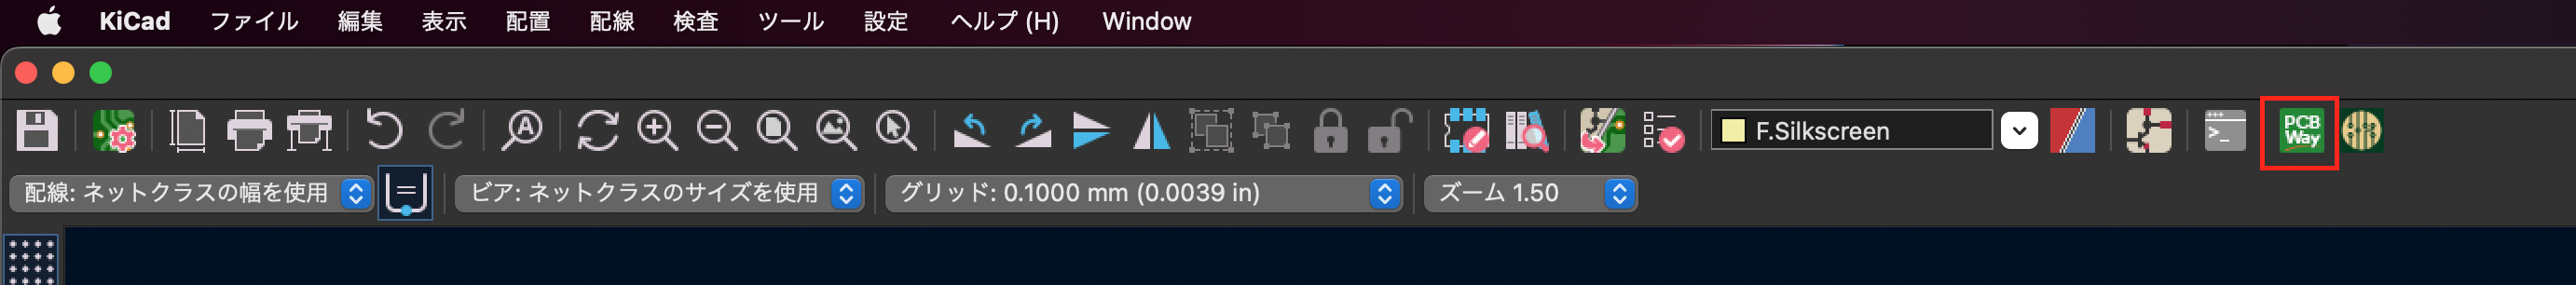 KiCad ファイル 編集 表示 配置 配線 検査 ツール 設定 ヘルプ (H) Window
A F.Silkscreen >_ PCB
Way
配線: ネットクラスの幅を使用 ビア: ネットクラスのサイズを使用 グリッド: 0.1000 mm (0.0039 in) ズーム 1.50